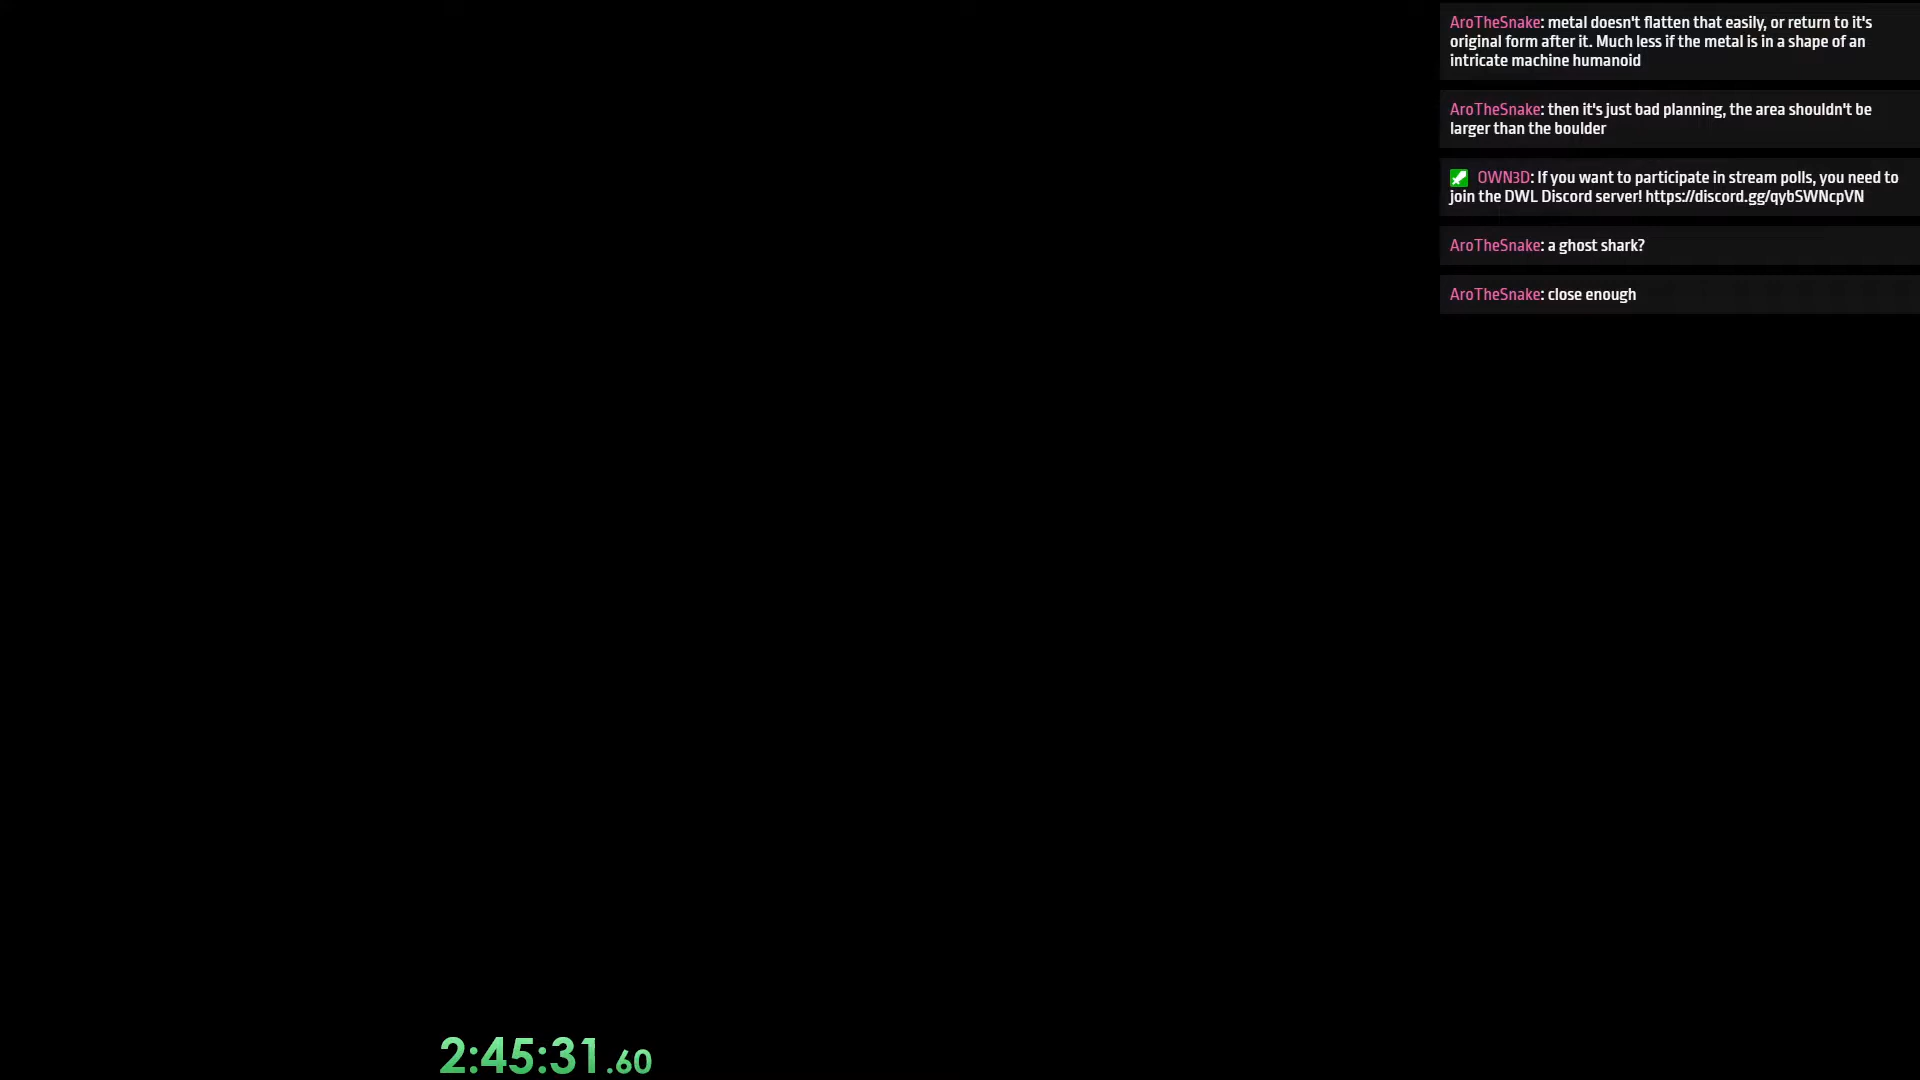 AroTheSnake: metal doesn't flatten that easily, or return to it's
original form after it. Much less if the metal is in a shape of an
intricate machine humanoid
AroTheSnake: then it's just bad planning, the area shouldn't be
larger than the boulder
OWN3D: If you want to participate in stream polls, you need to
join the DWL Discord server! https://discord.gg/qybSWNcpVN
AroTheSnake: a ghost shark?
AroTheSnake: close enough
2:45:31.60